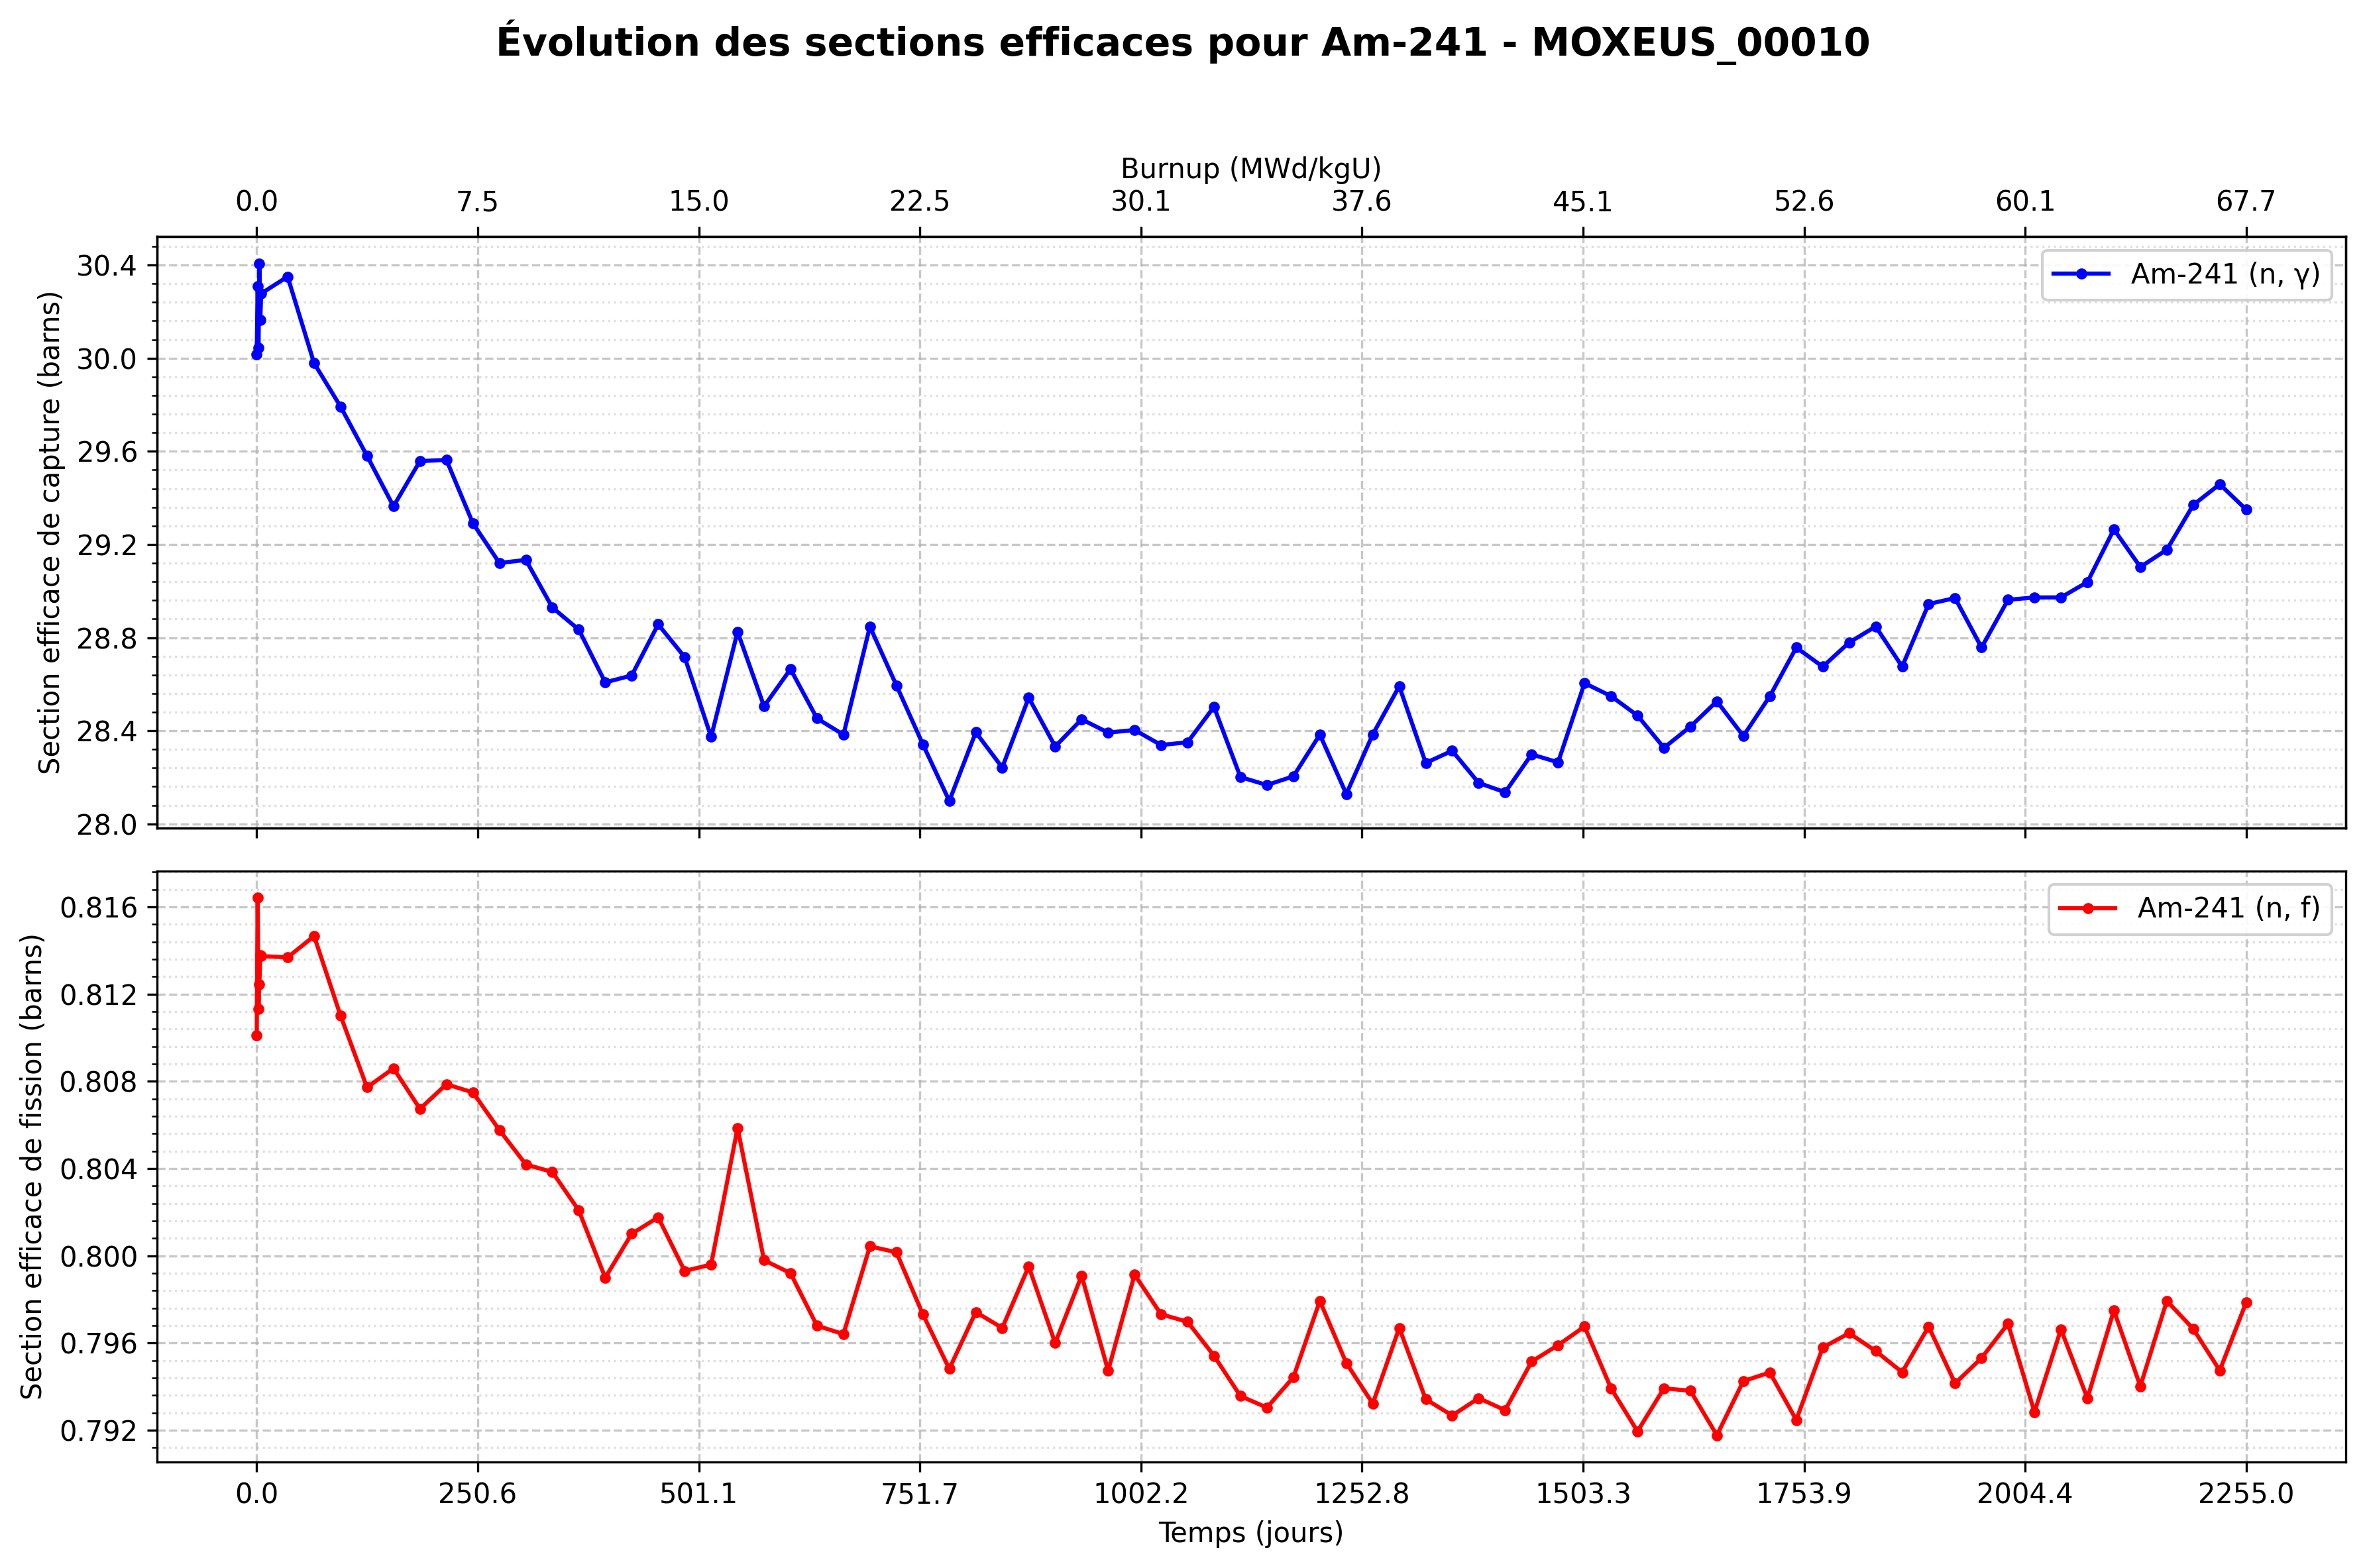 Évolution des sections efficaces pour Am-241 - MOXEUS_00010
Burnup (MWd/kgU)
0.0 7.5 15.0 22.5 30.1 37.6 45.1 52.6 60.1 67.7
Am-241 (n, γ)
Section efficace de capture (barns)
30.4
30.0
29.6
29.2
28.8
28.4
28.0
Am-241 (n, f)
Section efficace de fission (barns)
0.816
0.812
0.808
0.804
0.800
0.796
0.792
0.0 250.6 501.1 751.7 1002.2 1252.8 1503.3 1753.9 2004.4 2255.0
Temps (jours)